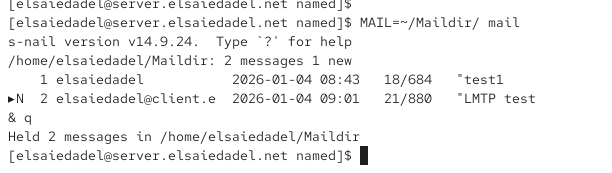 [elsaiedadel@server.elsaiedadel.net named]$
[elsaiedadel@server.elsaiedadel.net named]$ MAIL=~/Maildir/ mail
s-nail version v14.9.24.  Type `?' for help
/home/elsaiedadel/Maildir: 2 messages 1 new
    1 elsaiedadel           2026-01-04 08:43   18/684   "test1
▸N  2 elsaiedadel@client.e  2026-01-04 09:01   21/880   "LMTP test
& q
Held 2 messages in /home/elsaiedadel/Maildir
[elsaiedadel@server.elsaiedadel.net named]$